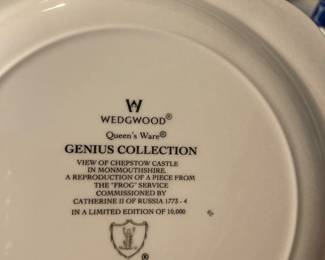 W
WEDGWOOD®
Queen's Ware®
GENIUS COLLECTION
VIEW OF CHEPSTOW CASTLE
IN MONMOUTHSHIRE.
A REPRODUCTION OF A PIECE FROM
THE "FROG" SERVICE
COMMISSIONED BY
CATHERINE II OF RUSSIA 1773 - 4
IN A LIMITED EDITION OF 10,000
®